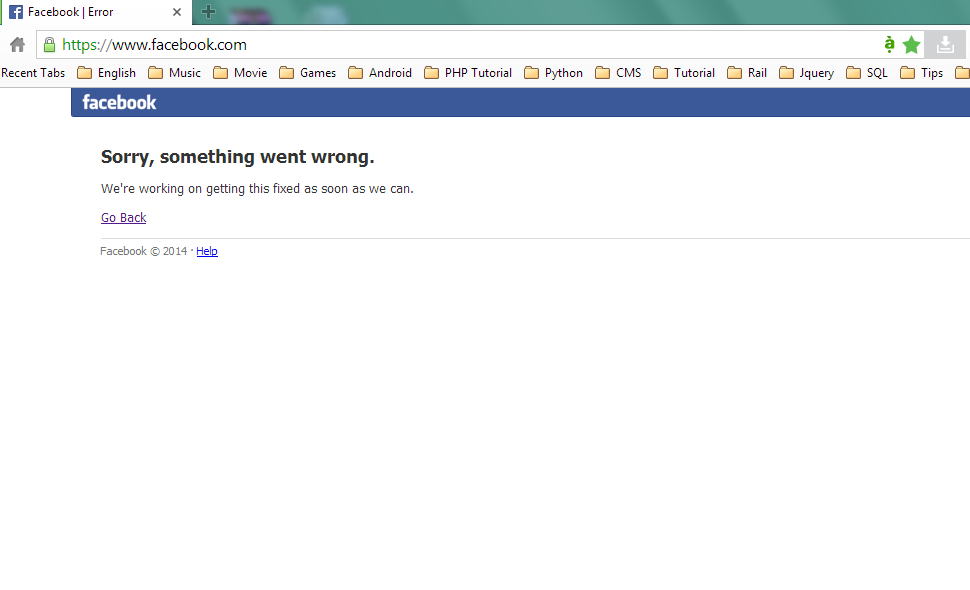 Facebook | Error
https://www.facebook.com
Recent Tabs English Music Movie Games Android PHP Tutorial Python CMS Tutorial Rail Jquery SQL Tips
facebook
Sorry, something went wrong.
We're working on getting this fixed as soon as we can.
Go Back
Facebook © 2014 · Help